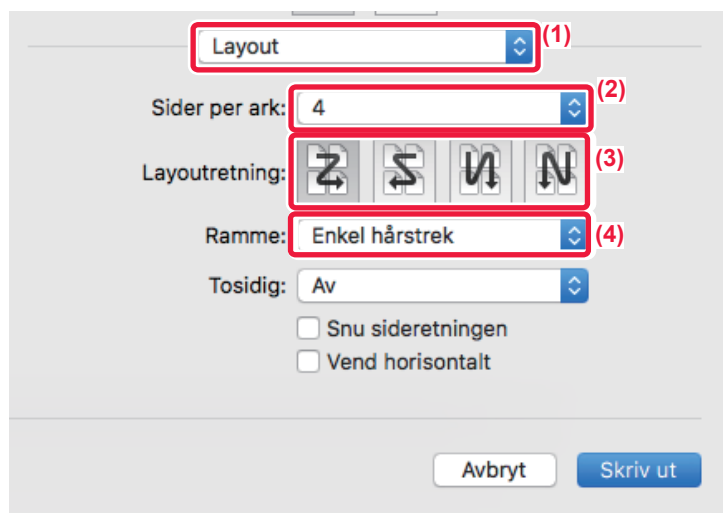 Layout (1)
Sider per ark: 4 (2)
Layoutretning: (3)
Ramme: Enkel hårstrek (4)
Tosidig: Av
Snu sideretningen
Vend horisontalt
Avbryt Skriv ut